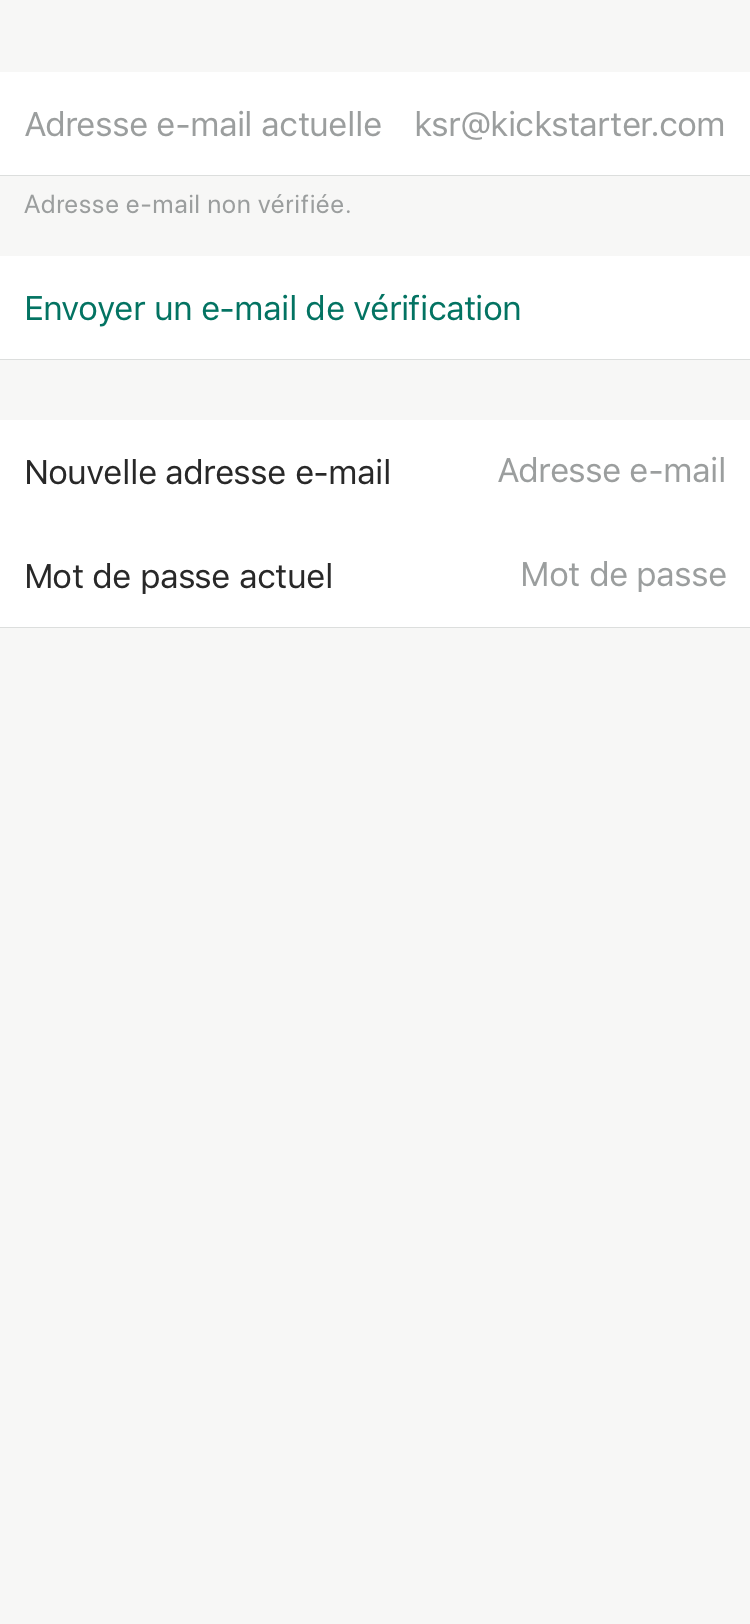 Adresse e-mail actuelle ksr@kickstarter.com
Adresse e-mail non vérifiée.
Envoyer un e-mail de vérification
Nouvelle adresse e-mail Adresse e-mail
Mot de passe actuel Mot de passe